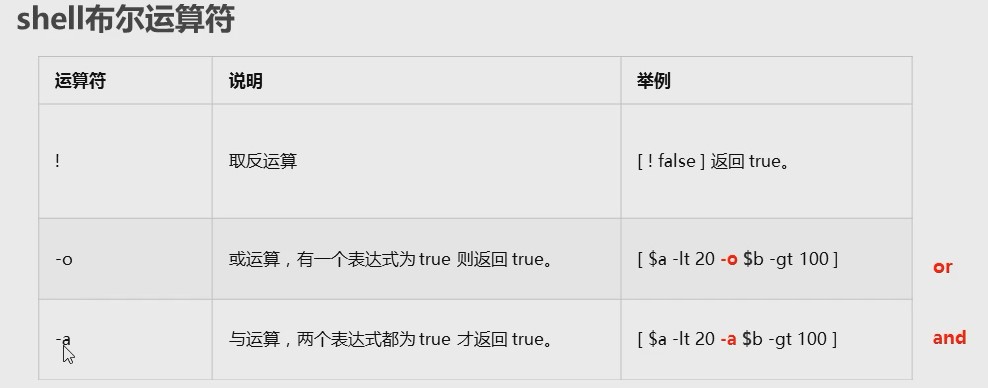 shell布尔运算符
运算符 说明 举例
! 取反运算 [ ! false ] 返回 true。
-o 或运算，有一个表达式为 true 则返回 true。 [ $a -lt 20 -o $b -gt 100 ] or
-a 与运算，两个表达式都为 true 才返回 true。 [ $a -lt 20 -a $b -gt 100 ] and